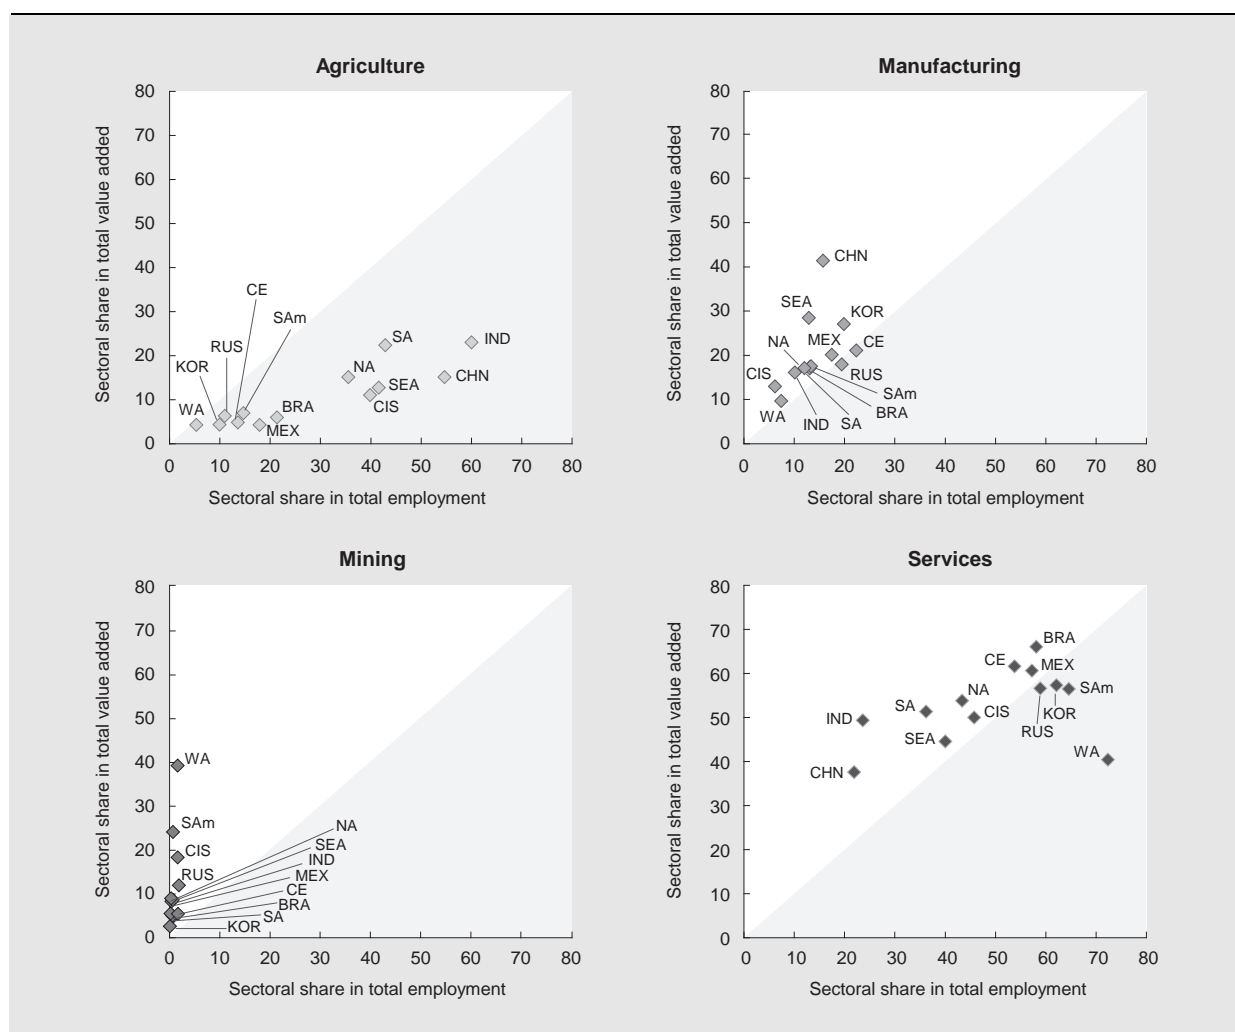 Agriculture
Sectoral share in total value added
80
70
60
50
40
30
20
10
0
CE
SAm
RUS
KOR
WA
BRA
MEX
SA
NA
SEA
CIS
IND
CHN
0 10 20 30 40 50 60 70 80
Sectoral share in total employment
Manufacturing
Sectoral share in total value added
80
70
60
50
40
30
20
10
0
CHN
SEA
KOR
NA
MEX
CE
CIS
RUS
SAm
WA
BRA
IND
SA
0 10 20 30 40 50 60 70 80
Sectoral share in total employment
Mining
Sectoral share in total value added
80
70
60
50
40
30
20
10
0
WA
SAm
CIS
RUS
NA
SEA
IND
MEX
CE
BRA
SA
KOR
0 10 20 30 40 50 60 70 80
Sectoral share in total employment
Services
Sectoral share in total value added
80
70
60
50
40
30
20
10
0
BRA
CE
MEX
NA
SAm
SA
CIS
KOR
IND
RUS
SEA
WA
CHN
0 10 20 30 40 50 60 70 80
Sectoral share in total employment